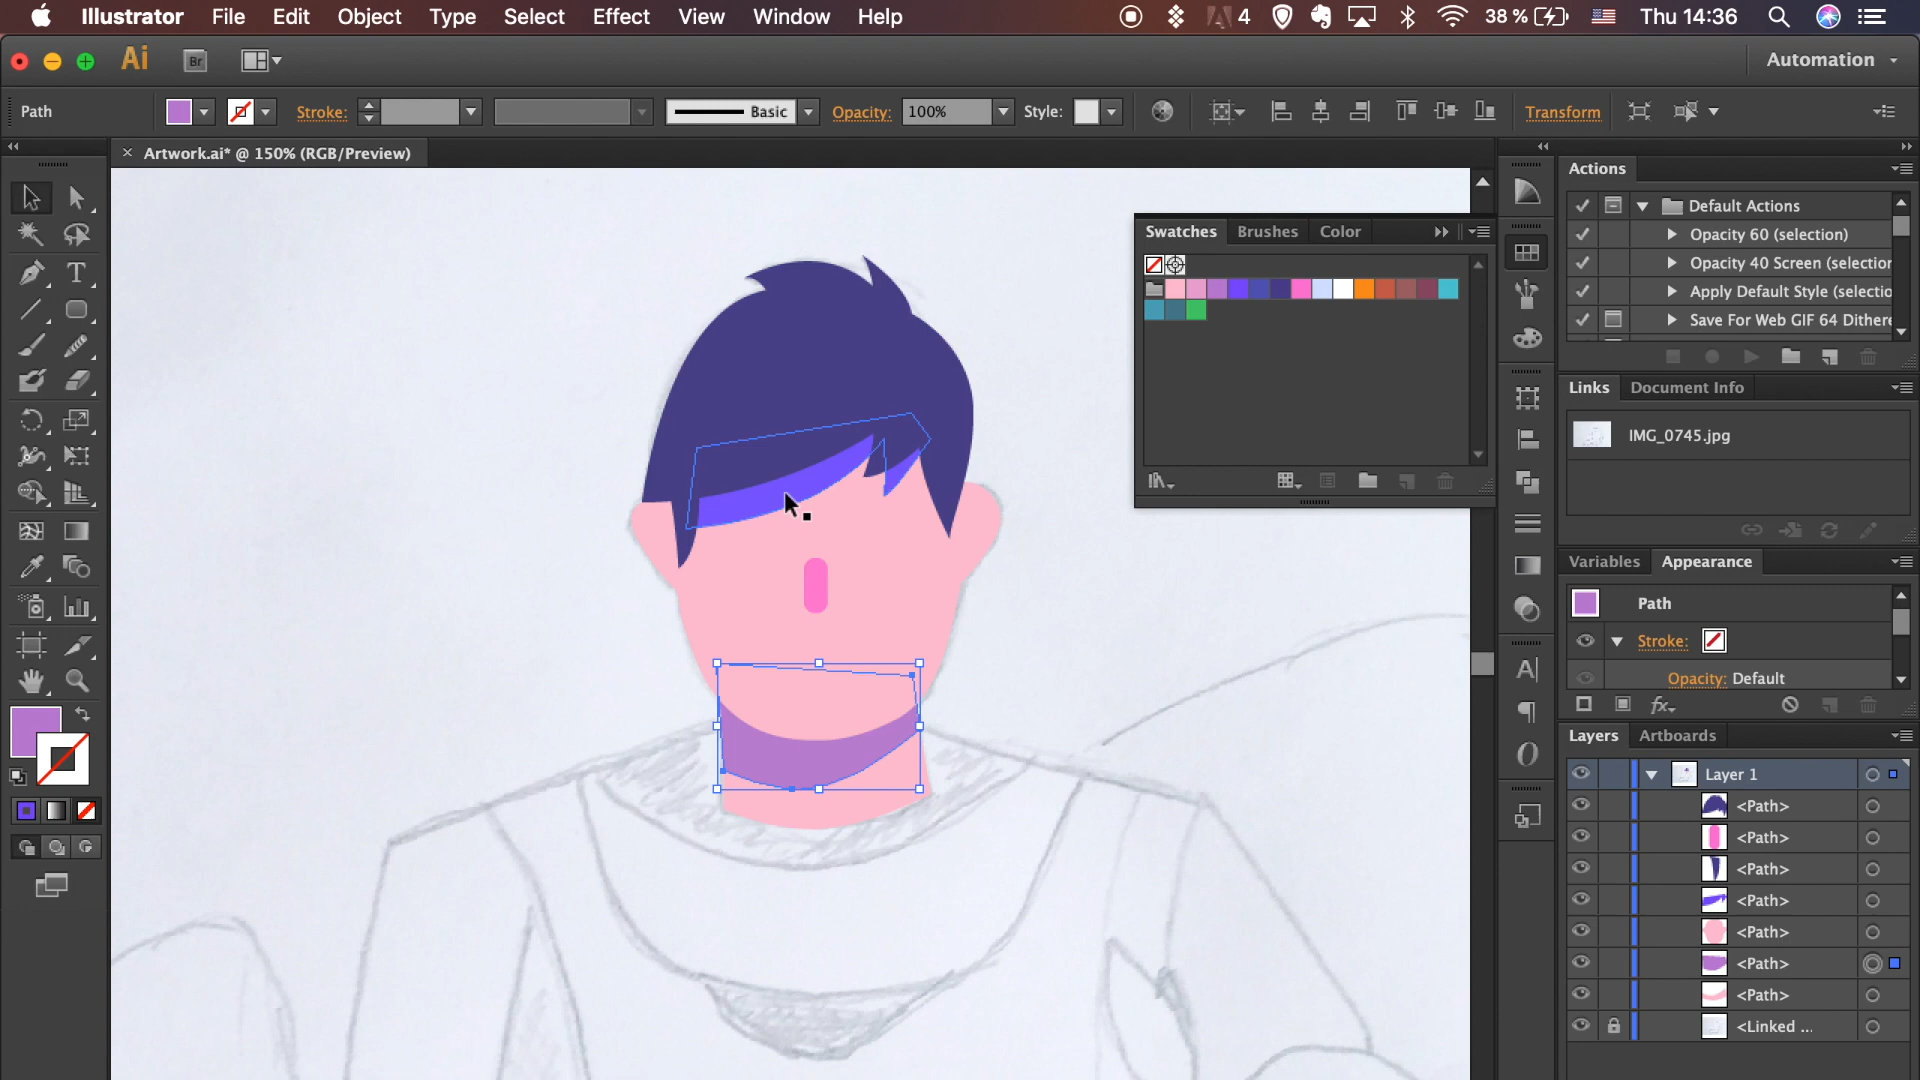 Illustrator File Edit Object Type Select Effect View Window Help 4 38 % Thu 14:36
Ai Br Automation
Path Stroke: Basic Opacity: 100% Style: Transform
× Artwork.ai* @ 150% (RGB/Preview)
Swatches Brushes Color
Actions
Default Actions
Opacity 60 (selection)
Opacity 40 Screen (selection
Apply Default Style (selectio
Save For Web GIF 64 Dithere
Links Document Info
IMG_0745.jpg
Variables Appearance
Path
Stroke:
Opacity: Default
fx
Layers Artboards
Layer 1
<Path>
<Path>
<Path>
<Path>
<Path>
<Path>
<Path>
<Linked ...